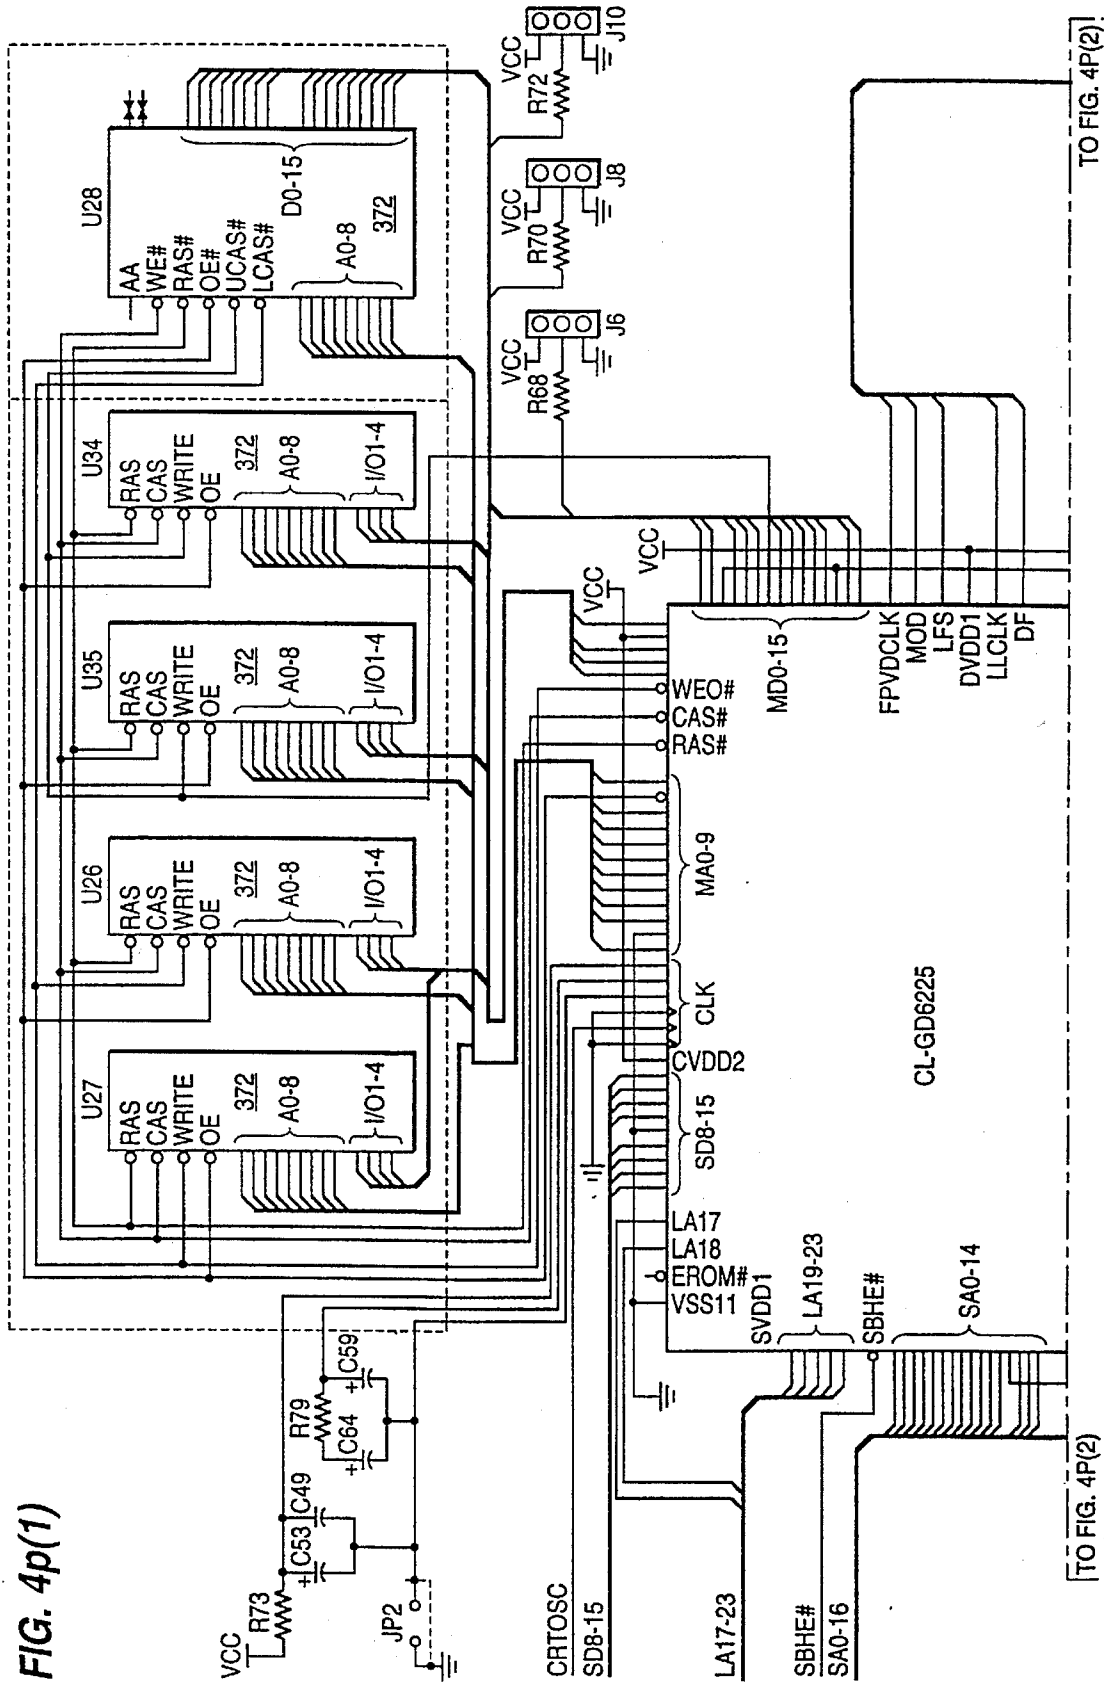 FIG. 4p(1)
U27
RAS
CAS
WRITE
OE
372
A0-8
I/O1-4
U26
RAS
CAS
WRITE
OE
372
A0-8
I/O1-4
U35
RAS
CAS
WRITE
OE
372
A0-8
I/O1-4
U34
RAS
CAS
WRITE
OE
372
A0-8
I/O1-4
U28
AA
WE#
RAS#
OE#
UCAS#
LCAS#
D0-15
A0-8
372
VCC
R73
C53
+
C49
R79
C64
+
C59
+
JP2
VCC
R68
J6
VCC
R70
J8
VCC
R72
J10
CRTOSC
SD8-15
LA17-23
SBHE#
SA0-16
VCC
VCC
LA17
LA18
EROM#
VSS11
SD8-15
CVDD2
CLK
MA0-9
RAS#
CAS#
WEO#
MD0-15
SVDD1
LA19-23
SBHE#
SA0-14
CL-GD6225
FPVDCLK
MOD
LFS
DVDD1
LLCLK
DF
TO FIG. 4P(2)
TO FIG. 4P(2)